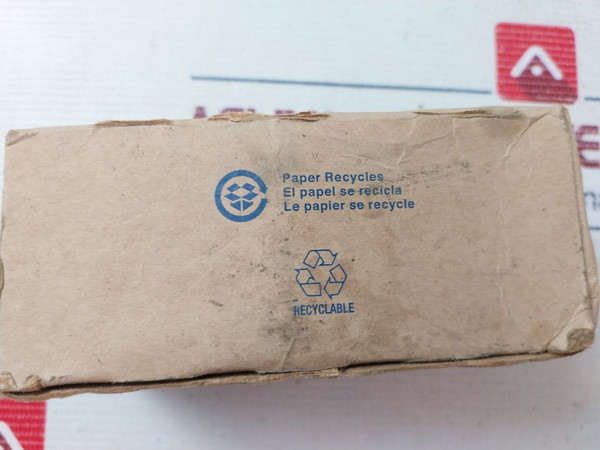 Paper Recycles
El papel se recicla
Le papier se recycle
RECYCLABLE